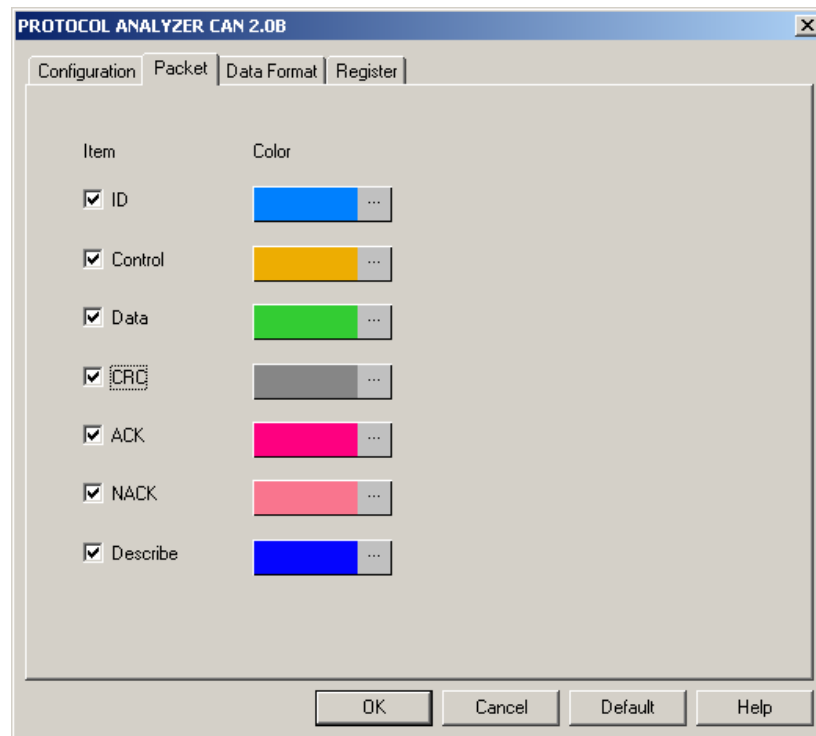 PROTOCOL ANALYZER CAN 2.0B
Configuration Packet Data Format Register
Item Color
ID ...
Control ...
Data ...
CRC ...
ACK ...
NACK ...
Describe ...
OK Cancel Default Help